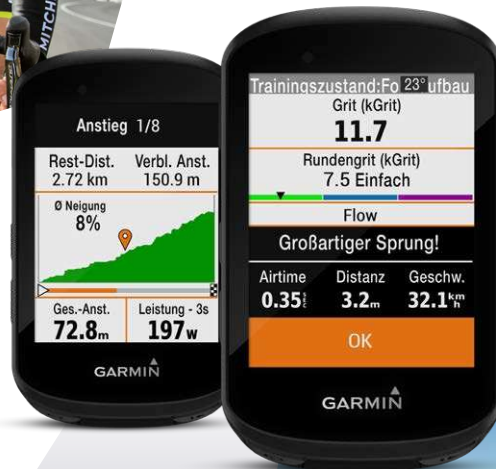 MITCH
Anstieg 1/8
Rest-Dist. Verbl. Anst.
2.72 km 150.9 m
Ø Neigung
8%
Ges.-Anst. Leistung - 3s
72.8m 197w
GARMIN
Trainingszustand:Fo 23° ufbau
Grit (kGrit)
11.7
Rundengrit (kGrit)
7.5 Einfach
Flow
Großartiger Sprung!
Airtime Distanz Geschw.
0.35 3.2m 32.1 km/h
OK
GARMIN